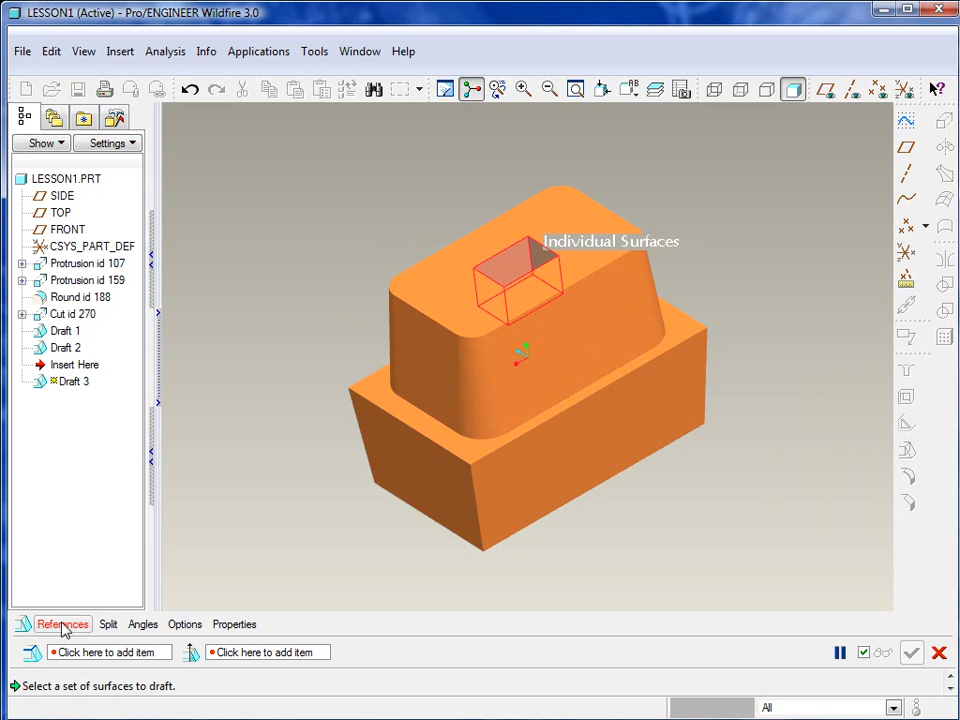 LESSON1 (Active) - Pro/ENGINEER Wildfire 3.0
File Edit View Insert Analysis Info Applications Tools Window Help
Show Settings
LESSON1.PRT
SIDE
TOP
FRONT
CSYS_PART_DEF
Protrusion id 107
Protrusion id 159
Round id 188
Cut id 270
Draft 1
Draft 2
Insert Here
Draft 3
Individual Surfaces
References Split Angles Options Properties
Click here to add item Click here to add item
Select a set of surfaces to draft.
All